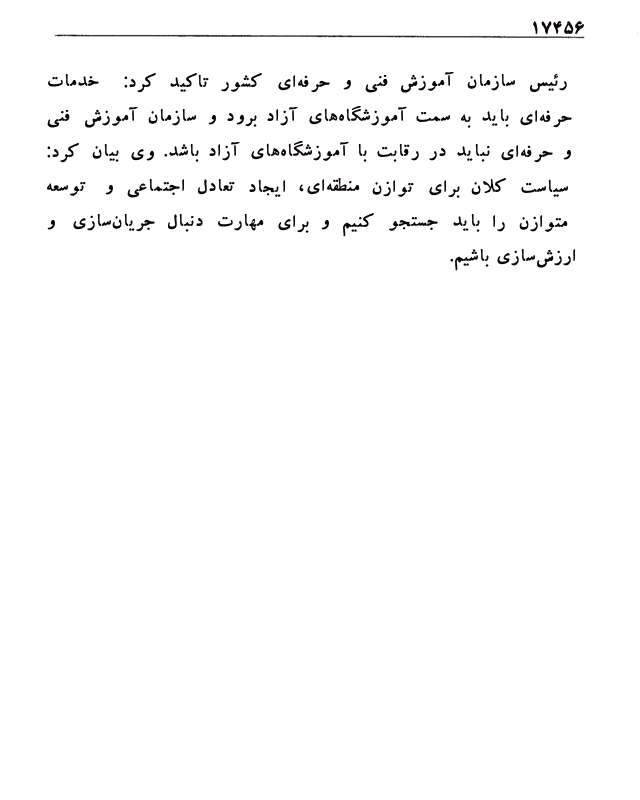 ۱۷۴۵۶
رئیس سازمان آموزش فنی و حرفه‌ای کشور تاکید کرد: خدمات
حرفه‌ای باید به سمت آموزشگاه‌های آزاد برود و سازمان آموزش فنی
و حرفه‌ای نباید در رقابت با آموزشگاه‌های آزاد باشد. وی بیان کرد:
سیاست کلان برای توازن منطقه‌ای، ایجاد تعادل اجتماعی و توسعه
متوازن را باید جستجو کنیم و برای مهارت دنبال جریان‌سازی و
ارزش‌سازی باشیم.